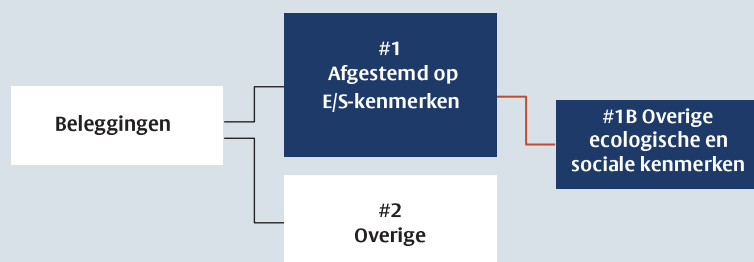 Beleggingen
#1
Afgestemd op
E/S-kenmerken
#2
Overige
#1B Overige
ecologische en
sociale kenmerken